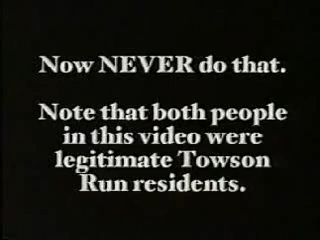 Now NEVER do that.
Note that both people
in this video were
legitimate Towson
Run residents.